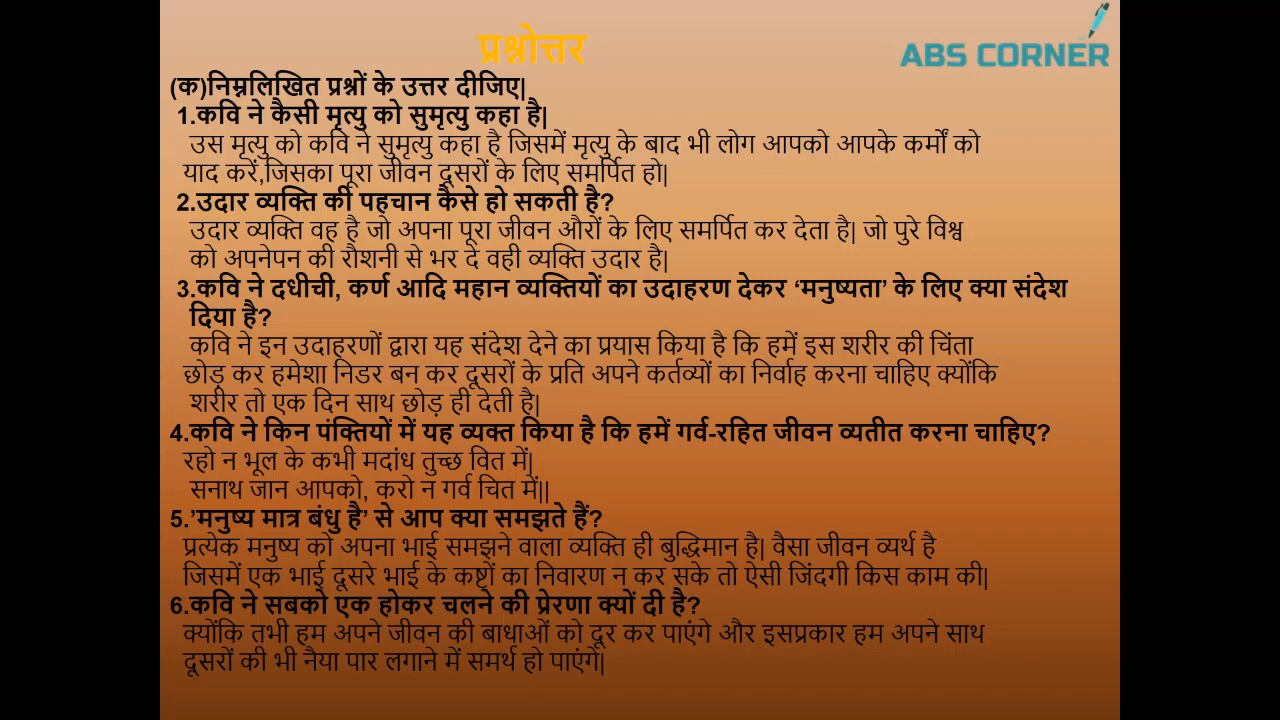 प्रश्नोत्तर
ABS CORNER
(क)निम्नलिखित प्रश्नों के उत्तर दीजिए|
1.कवि ने कैसी मृत्यु को सुमृत्यु कहा है|
उस मृत्यु को कवि ने सुमृत्यु कहा है जिसमें मृत्यु के बाद भी लोग आपको आपके कर्मों को
याद करें,जिसका पूरा जीवन दूसरों के लिए समर्पित हो|
2.उदार व्यक्ति की पहचान कैसे हो सकती है?
उदार व्यक्ति वह है जो अपना पूरा जीवन औरों के लिए समर्पित कर देता है| जो पुरे विश्व
को अपनेपन की रौशनी से भर दे वही व्यक्ति उदार है|
3.कवि ने दधीची, कर्ण आदि महान व्यक्तियों का उदाहरण देकर ‘मनुष्यता’ के लिए क्या संदेश
दिया है?
कवि ने इन उदाहरणों द्वारा यह संदेश देने का प्रयास किया है कि हमें इस शरीर की चिंता
छोड़ कर हमेशा निडर बन कर दूसरों के प्रति अपने कर्तव्यों का निर्वाह करना चाहिए क्योंकि
शरीर तो एक दिन साथ छोड़ ही देती है|
4.कवि ने किन पंक्तियों में यह व्यक्त किया है कि हमें गर्व-रहित जीवन व्यतीत करना चाहिए?
रहो न भूल के कभी मदांध तुच्छ वित में|
सनाथ जान आपको, करो न गर्व चित में||
5.’मनुष्य मात्र बंधु है’ से आप क्या समझते हैं?
प्रत्येक मनुष्य को अपना भाई समझने वाला व्यक्ति ही बुद्धिमान है| वैसा जीवन व्यर्थ है
जिसमें एक भाई दूसरे भाई के कष्टों का निवारण न कर सके तो ऐसी जिंदगी किस काम की|
6.कवि ने सबको एक होकर चलने की प्रेरणा क्यों दी है?
क्योंकि तभी हम अपने जीवन की बाधाओं को दूर कर पाएंगे और इसप्रकार हम अपने साथ
दूसरों की भी नैया पार लगाने में समर्थ हो पाएंगे|